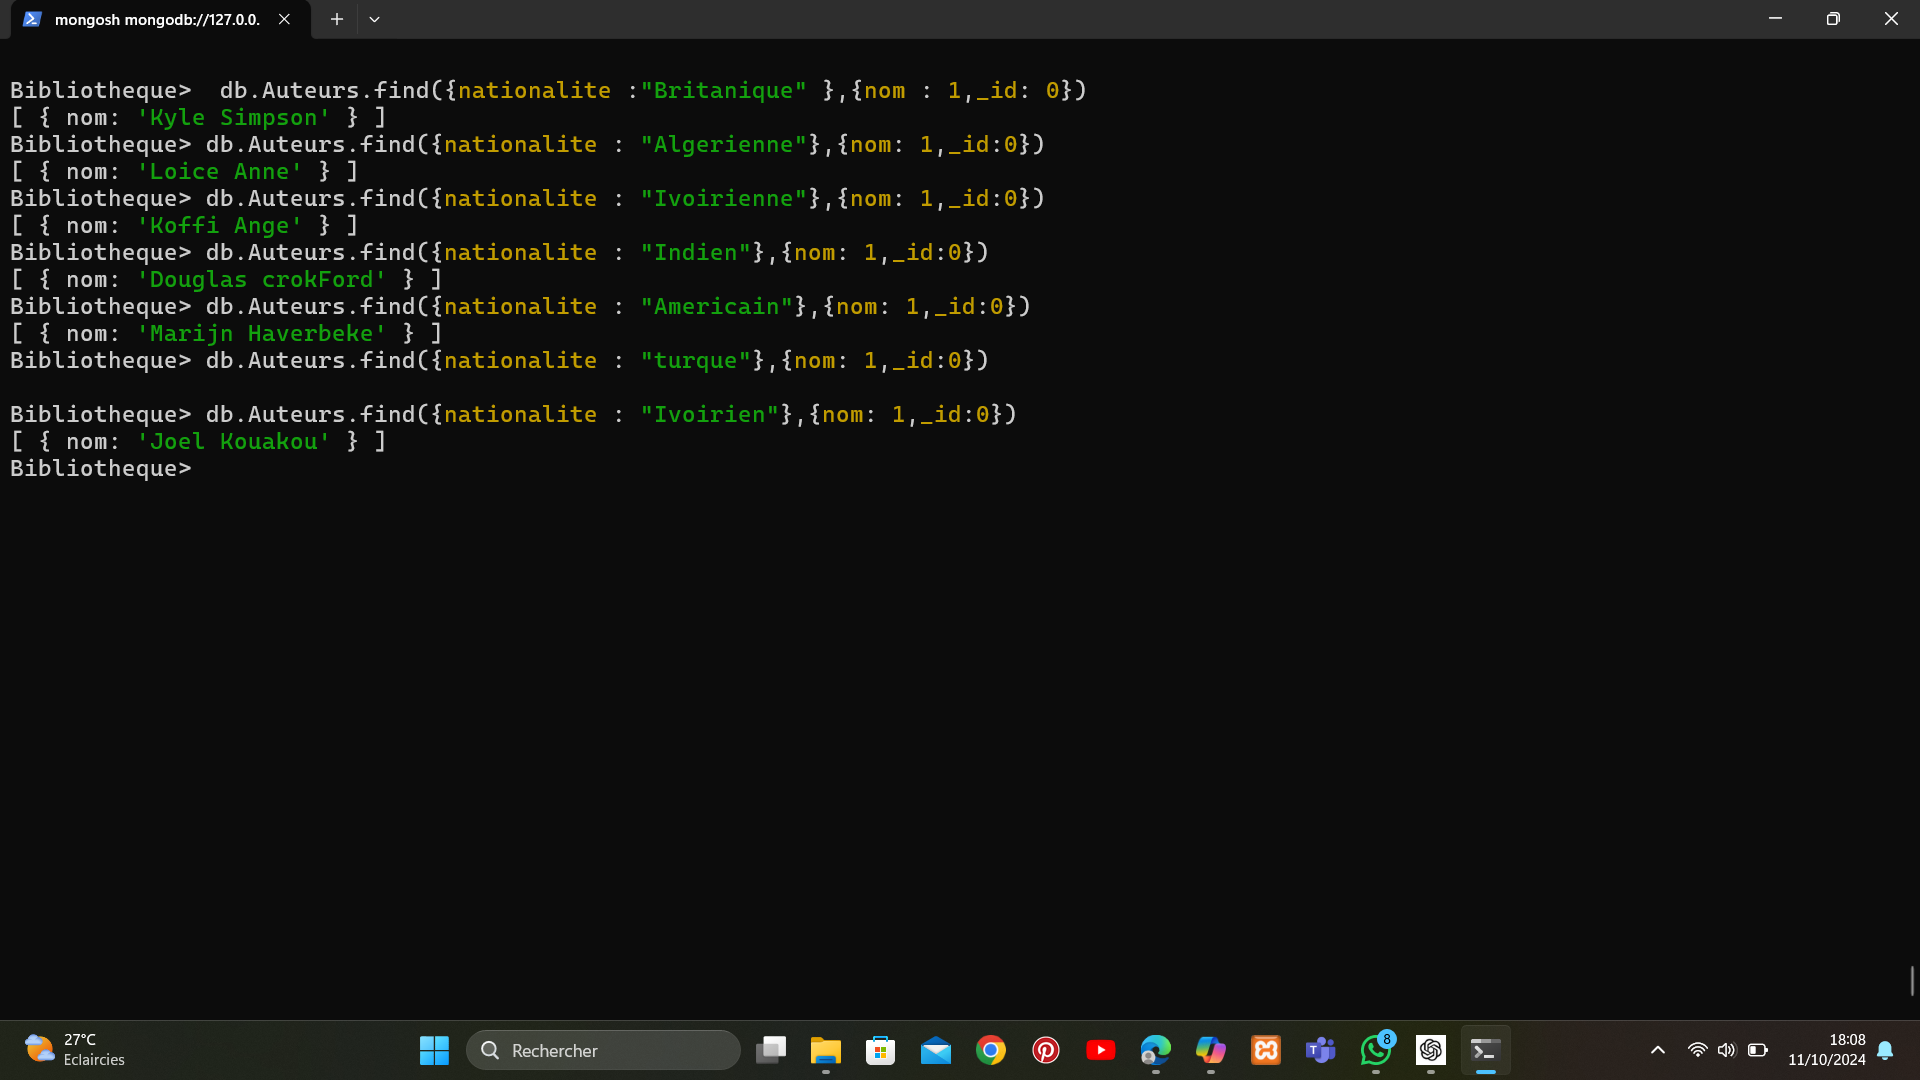 mongosh mongodb://127.0.0.
Bibliotheque>  db.Auteurs.find({nationalite :"Britanique" },{nom : 1,_id: 0})
[ { nom: 'Kyle Simpson' } ]
Bibliotheque> db.Auteurs.find({nationalite : "Algerienne"},{nom: 1,_id:0})
[ { nom: 'Loice Anne' } ]
Bibliotheque> db.Auteurs.find({nationalite : "Ivoirienne"},{nom: 1,_id:0})
[ { nom: 'Koffi Ange' } ]
Bibliotheque> db.Auteurs.find({nationalite : "Indien"},{nom: 1,_id:0})
[ { nom: 'Douglas crokFord' } ]
Bibliotheque> db.Auteurs.find({nationalite : "Americain"},{nom: 1,_id:0})
[ { nom: 'Marijn Haverbeke' } ]
Bibliotheque> db.Auteurs.find({nationalite : "turque"},{nom: 1,_id:0})
Bibliotheque> db.Auteurs.find({nationalite : "Ivoirien"},{nom: 1,_id:0})
[ { nom: 'Joel Kouakou' } ]
Bibliotheque>
27°C
Eclaircies
Rechercher
8
18:08
11/10/2024